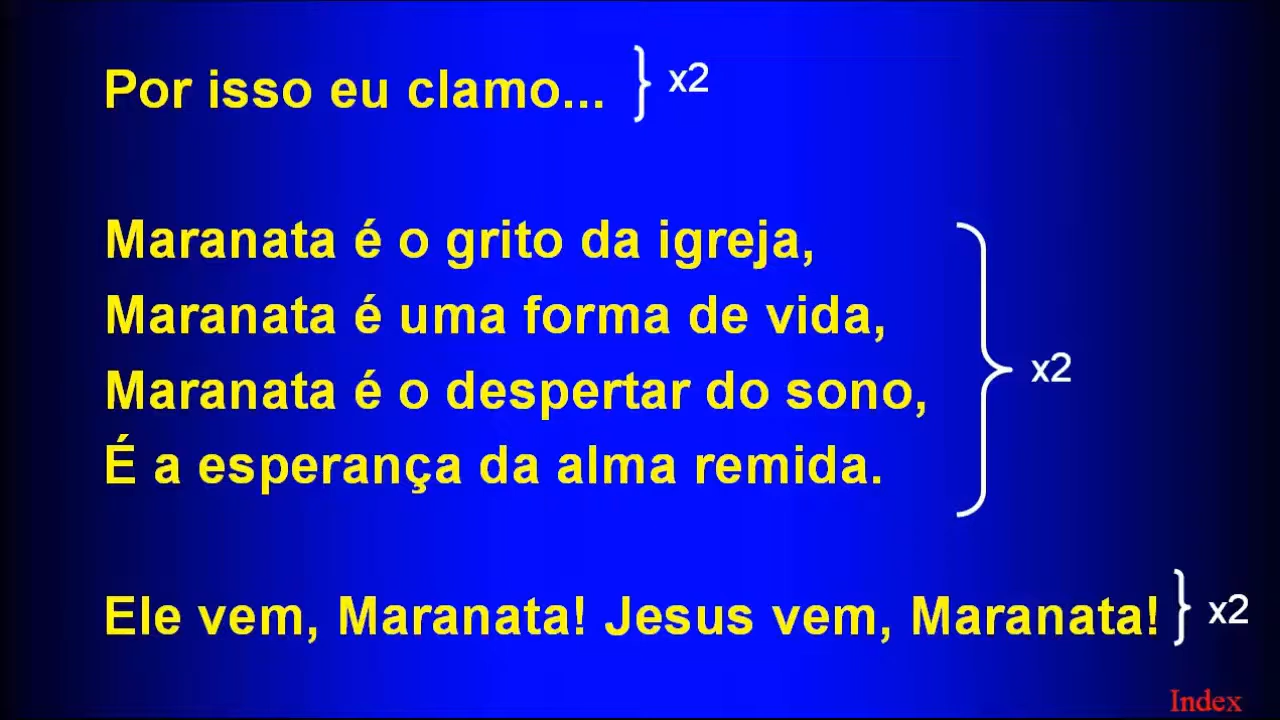 Por isso eu clamo... } x2
Maranata é o grito da igreja,
Maranata é uma forma de vida,
Maranata é o despertar do sono,
É a esperança da alma remida.
} x2
Ele vem, Maranata! Jesus vem, Maranata! } x2
Index